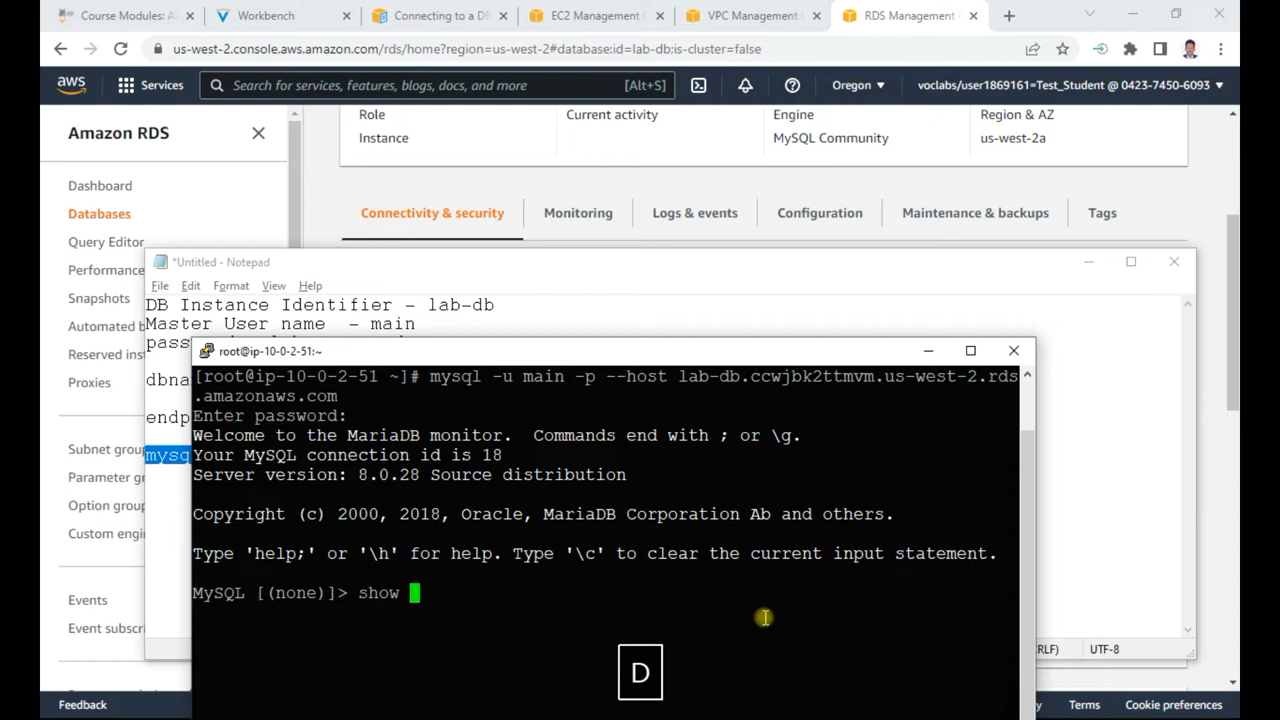 Course Modules: A
Workbench
Connecting to a DB
EC2 Management
VPC Management
RDS Management
us-west-2.console.aws.amazon.com/rds/home?region=us-west-2#database:id=lab-db:is-cluster=false
aws
Services
Search for services, features, blogs, docs, and more
[Alt+S]
Oregon
voclabs/user1869161=Test_Student @ 0423-7450-6093
Amazon RDS
Dashboard
Databases
Query Editor
Performance
Snapshots
Automated b
Reserved inst
Proxies
Subnet grou
Parameter g
Option group
Custom engin
Events
Event subscri
Role
Current activity
Engine
Region & AZ
Instance
MySQL Community
us-west-2a
Connectivity & security
Monitoring
Logs & events
Configuration
Maintenance & backups
Tags
*Untitled - Notepad
File Edit Format View Help
DB Instance Identifier - lab-db
Master User name - main
pass
dbna
endp
mysq
CRLF)
UTF-8
root@ip-10-0-2-51:~
[root@ip-10-0-2-51 ~]# mysql -u main -p --host lab-db.ccwjbk2ttmvm.us-west-2.rds
.amazonaws.com
Enter password:
Welcome to the MariaDB monitor. Commands end with ; or \g.
Your MySQL connection id is 18
Server version: 8.0.28 Source distribution
Copyright (c) 2000, 2018, Oracle, MariaDB Corporation Ab and others.
Type 'help;' or '\h' for help. Type '\c' to clear the current input statement.
MySQL [(none)]> show
D
Feedback
y
Terms
Cookie preferences